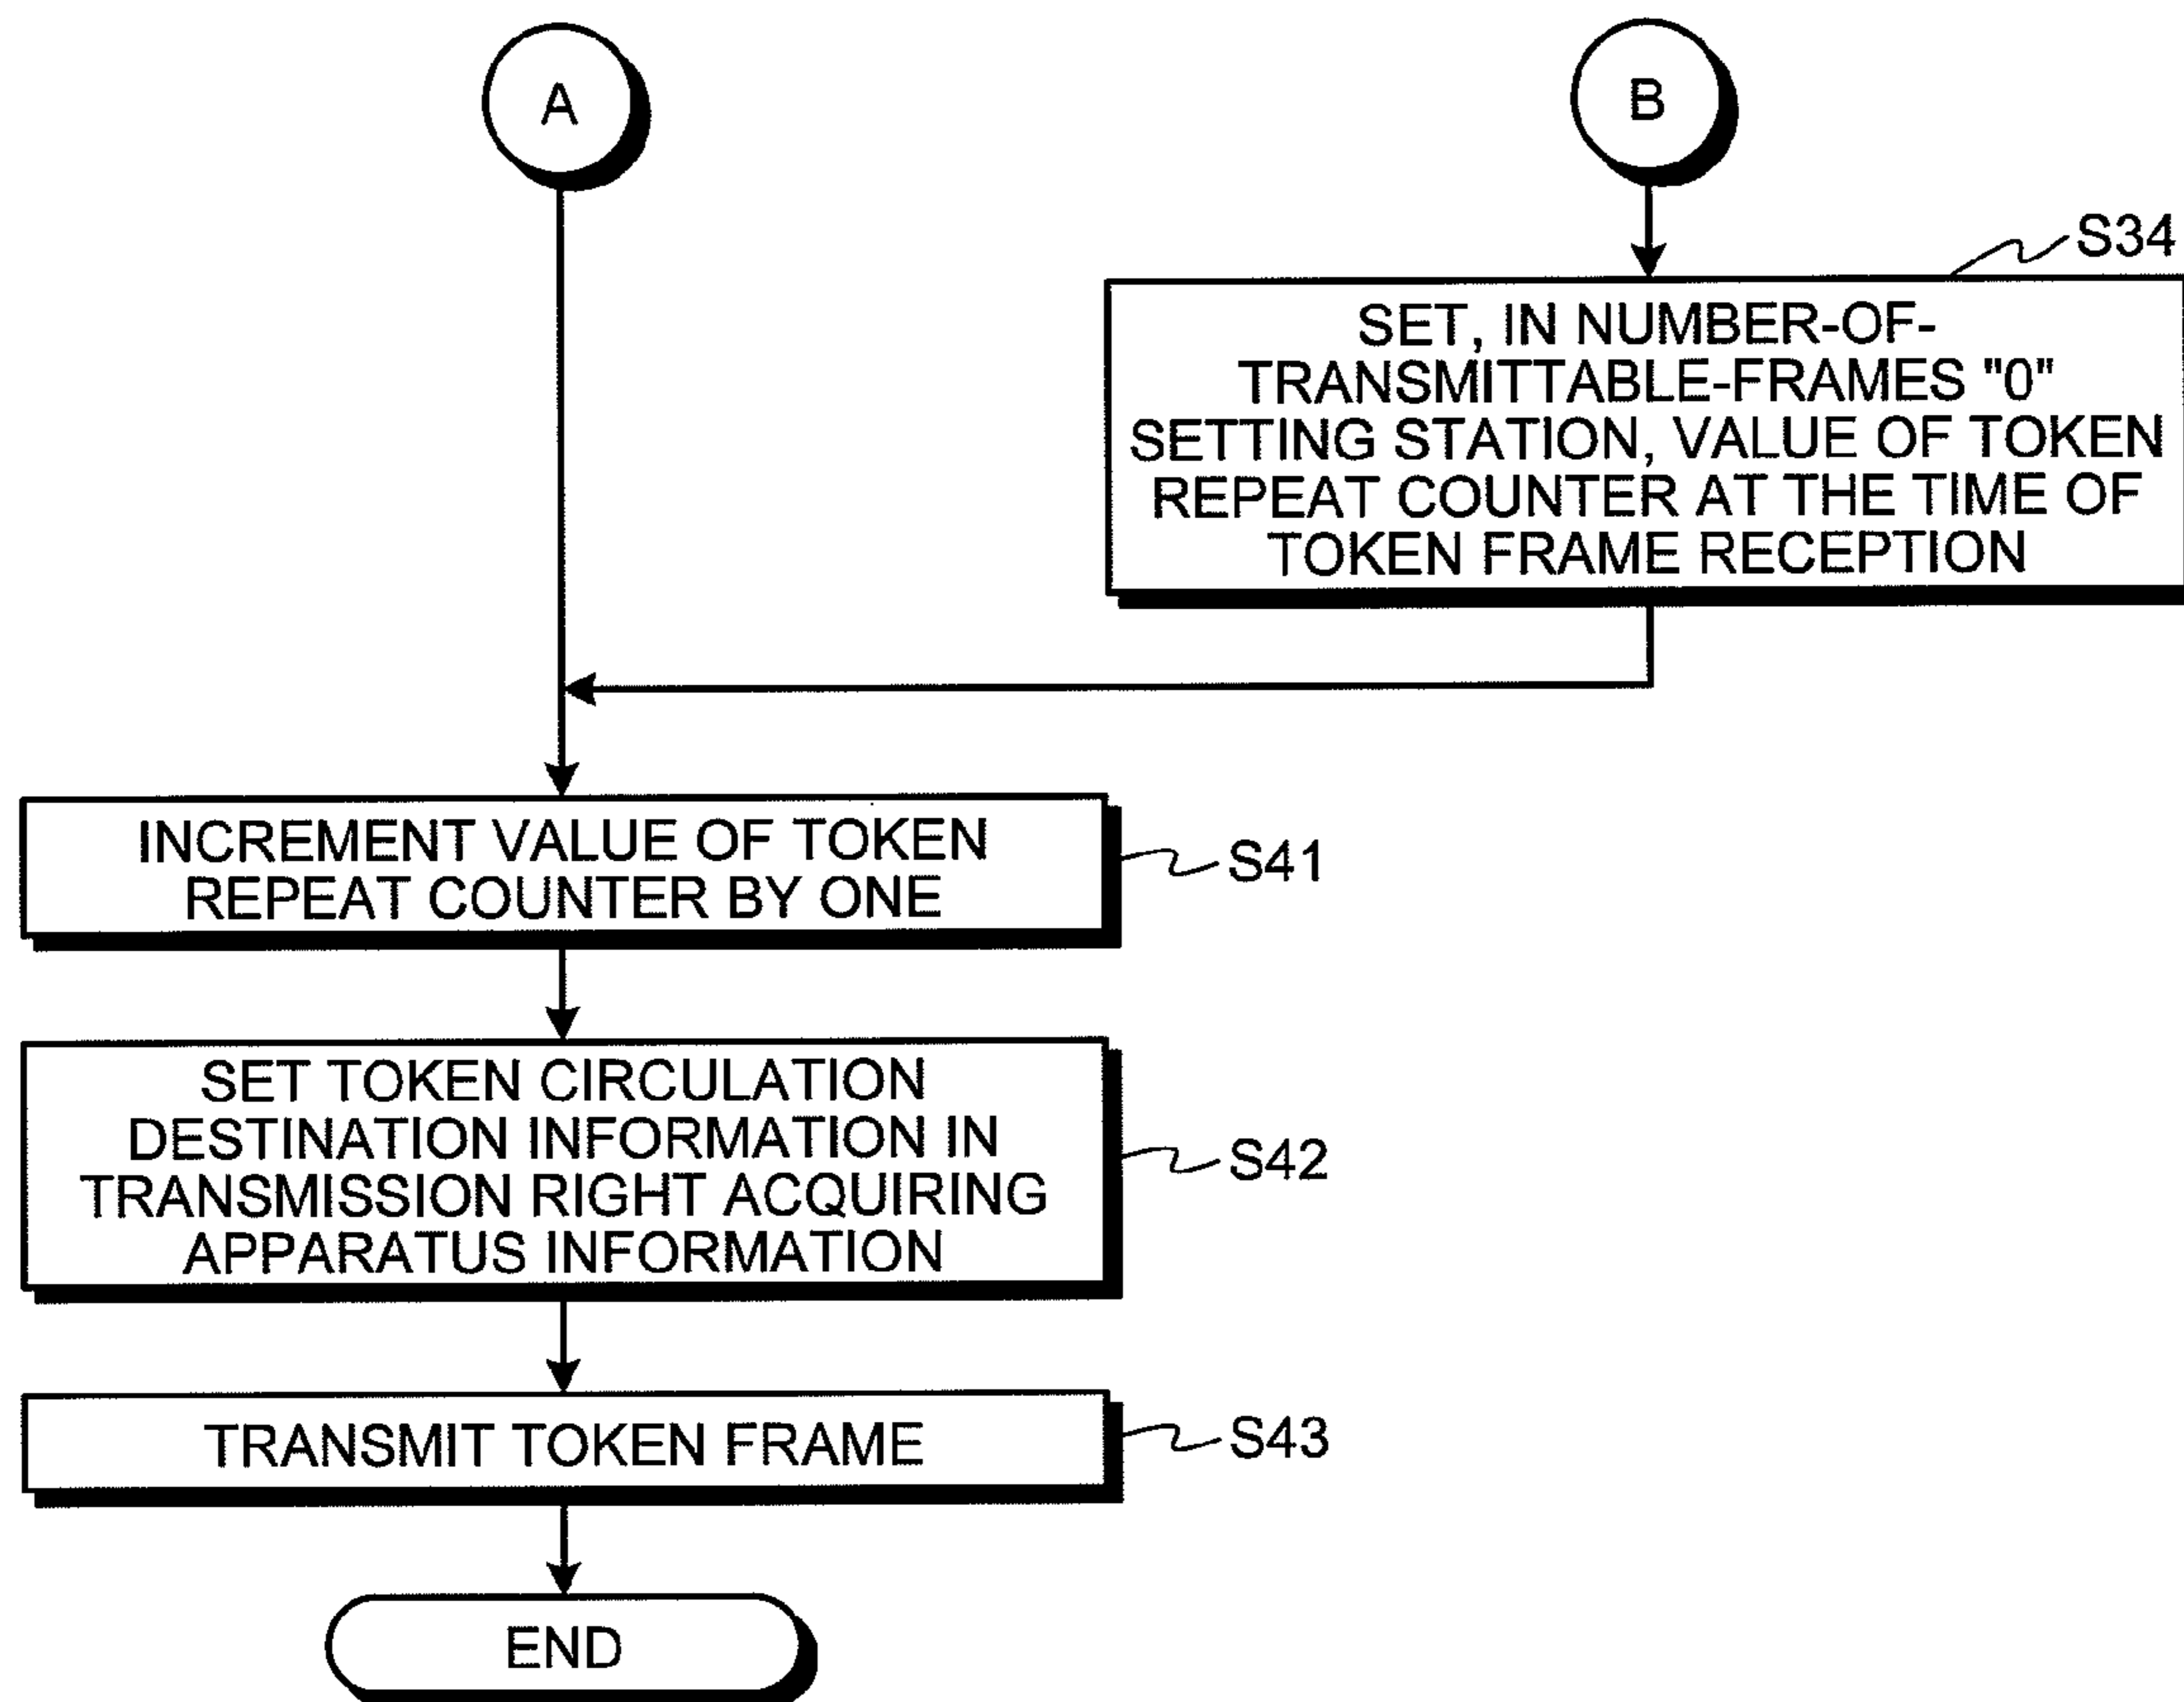 A
B
S34
SET, IN NUMBER-OF-
TRANSMITTABLE-FRAMES "0"
SETTING STATION, VALUE OF TOKEN
REPEAT COUNTER AT THE TIME OF
TOKEN FRAME RECEPTION
INCREMENT VALUE OF TOKEN
REPEAT COUNTER BY ONE
S41
SET TOKEN CIRCULATION
DESTINATION INFORMATION IN
TRANSMISSION RIGHT ACQUIRING
APPARATUS INFORMATION
S42
TRANSMIT TOKEN FRAME
S43
END